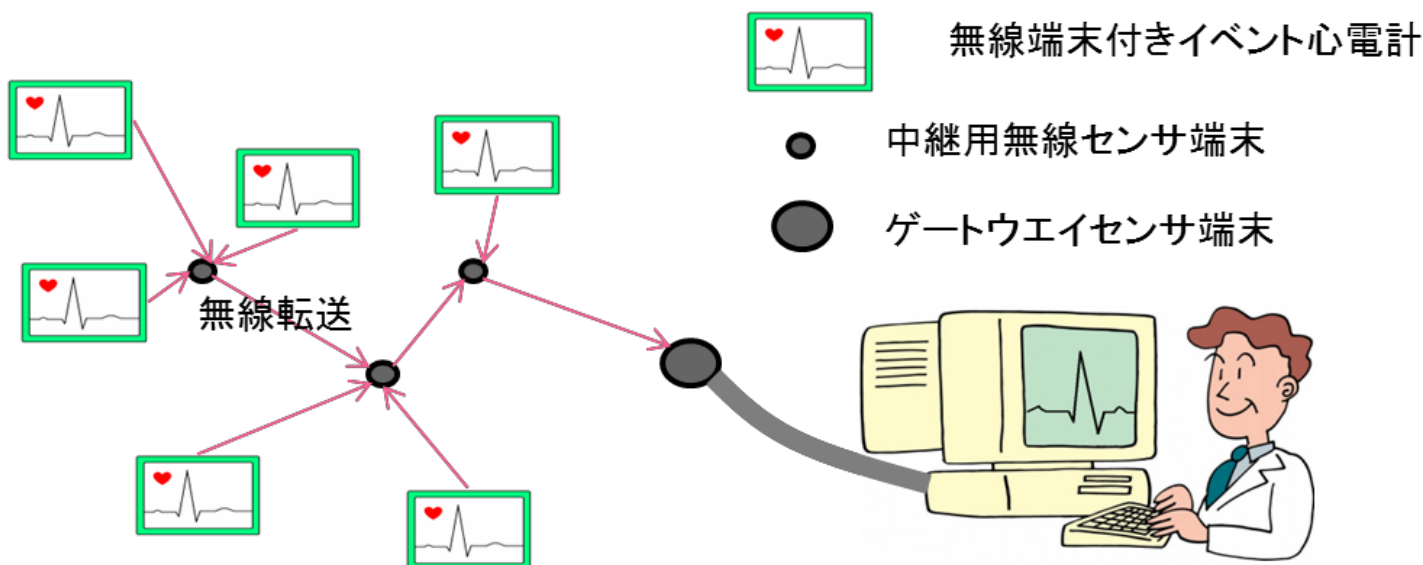 無線端末付きイベント心電計
中継用無線センサ端末
ゲートウエイセンサ端末
無線転送